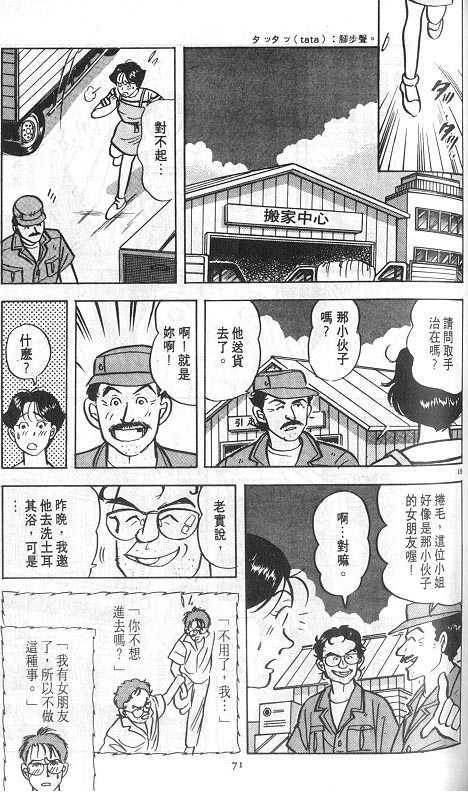 タッタッ（tata）：腳步聲。
搬家中心
對不起…
請問取手
治在嗎？
那小伙子
嗎？
他送貨
去了。
引
啊！就是
妳啊！
什麼？
15
捲毛，這位小姐
好像是那小伙子
的女朋友喔！
啊…對嘛。
老實說，
昨晚，我邀
他去洗土耳
其浴，可是
「不用了，我…」
「你不想
進去嗎？」
「我有女朋友
了，所以不做
這種事。」
71